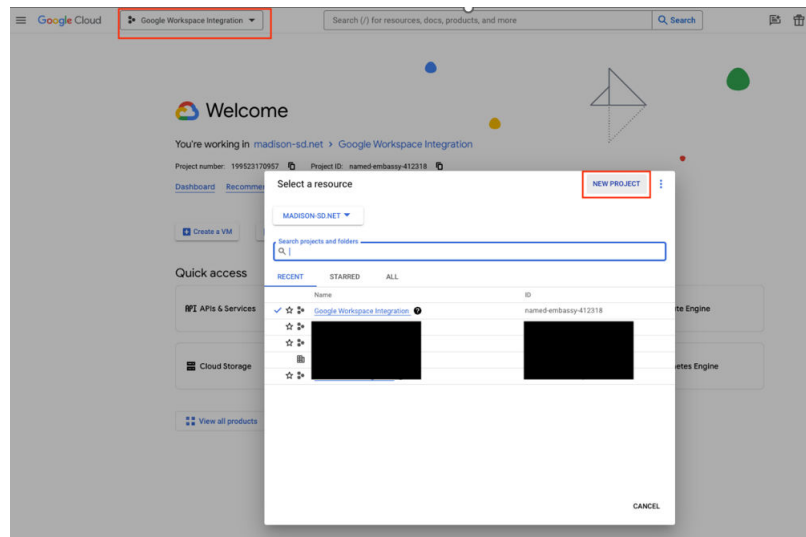 Google Cloud
Google Workspace Integration
Search (/) for resources, docs, products, and more
Search
Welcome
You're working in madison-sd.net > Google Workspace Integration
Project number: 199523170957 Project ID: named-embassy-412318
Dashboard
Select a resource
NEW PROJECT
MADISON-SD.NET
Search projects and folders
RECENT STARRED ALL
Name ID
Google Workspace Integration named-embassy-412318
Create a VM
Quick access
API APIs & Services
Engine
Cloud Storage
Engine
View all products
CANCEL